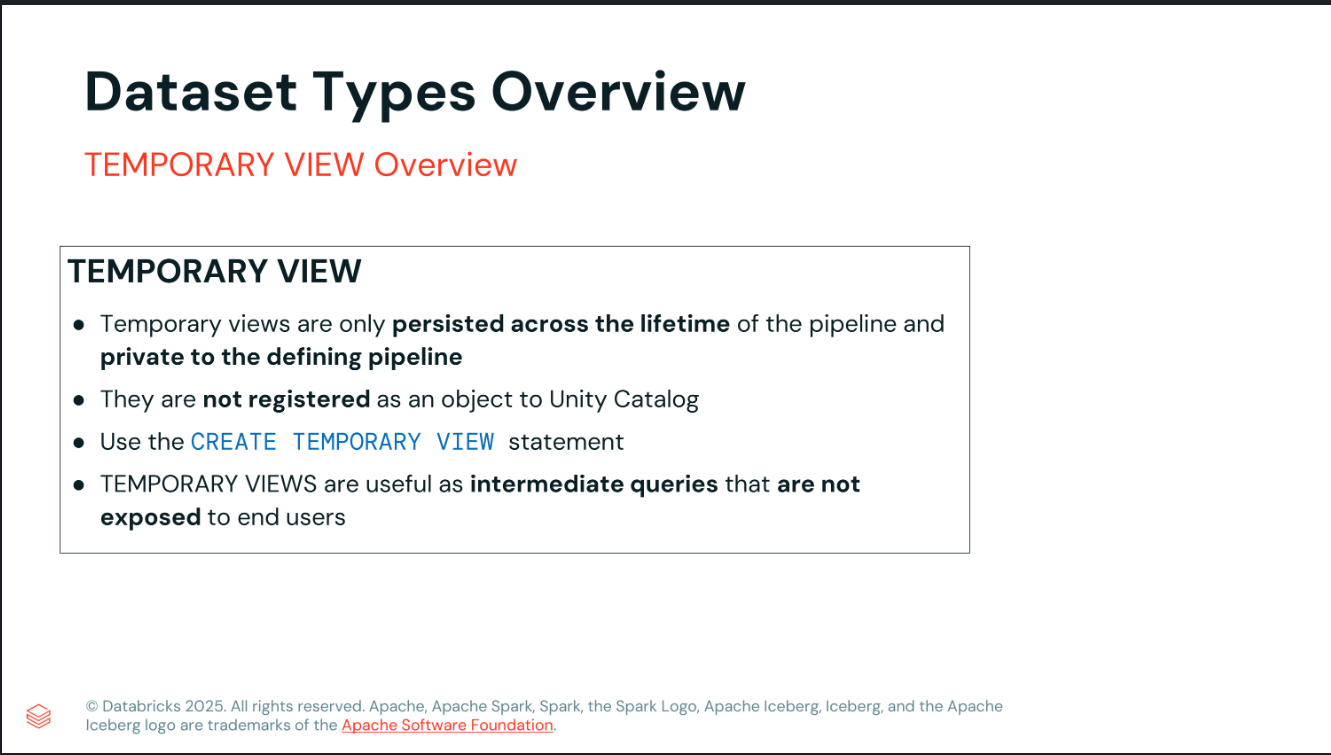 Dataset Types Overview
TEMPORARY VIEW Overview
TEMPORARY VIEW
● Temporary views are only persisted across the lifetime of the pipeline and
private to the defining pipeline
● They are not registered as an object to Unity Catalog
● Use the CREATE TEMPORARY VIEW statement
● TEMPORARY VIEWS are useful as intermediate queries that are not
exposed to end users
© Databricks 2025. All rights reserved. Apache, Apache Spark, Spark, the Spark Logo, Apache Iceberg, Iceberg, and the Apache
Iceberg logo are trademarks of the Apache Software Foundation.